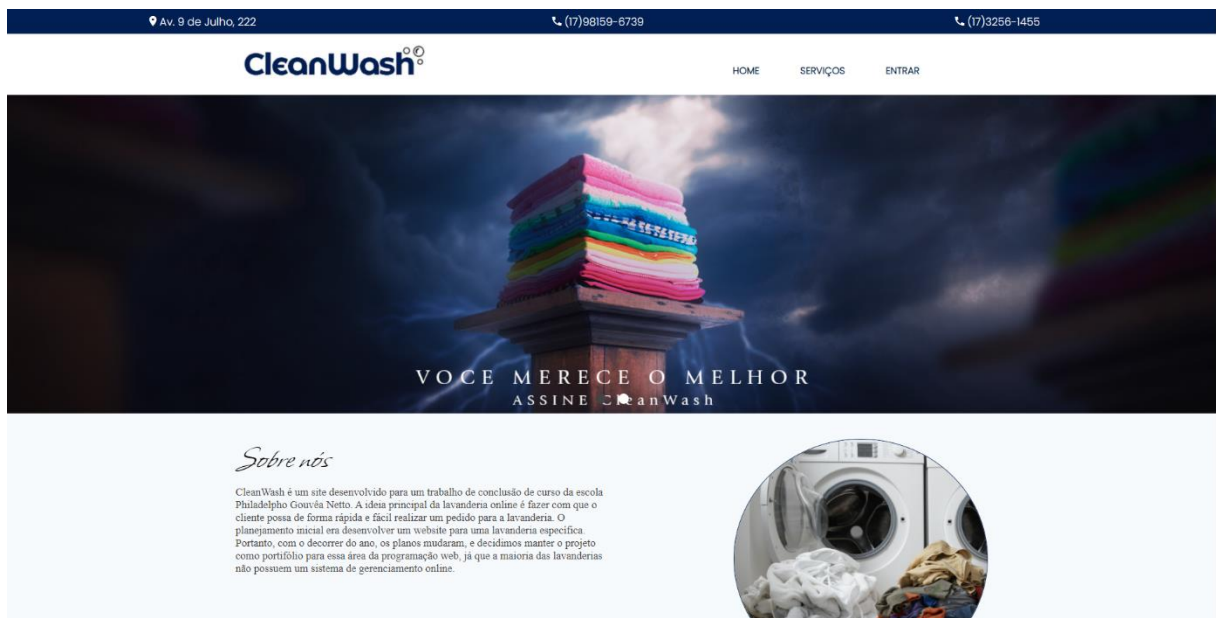 Av. 9 de Julho, 222
(17)98159-6739
(17)3256-1455
CleanWash
HOME
SERVIÇOS
ENTRAR
VOCE MERECE O MELHOR
ASSINE CleanWash
Sobre nós
CleanWash é um site desenvolvido para um trabalho de conclusão de curso da escola
Philadelpho Gouvéa Netto. A ideia principal da lavanderia online é fazer com que o
cliente possa de forma rápida e fácil realizar um pedido para a lavanderia. O
planejamento inicial era desenvolver um website para uma lavanderia especifica.
Portanto, com o decorrer do ano, os planos mudaram, e decidimos manter o projeto
como portifólio para essa área da programação web, já que a maioria das lavanderias
não possuem um sistema de gerenciamento online.